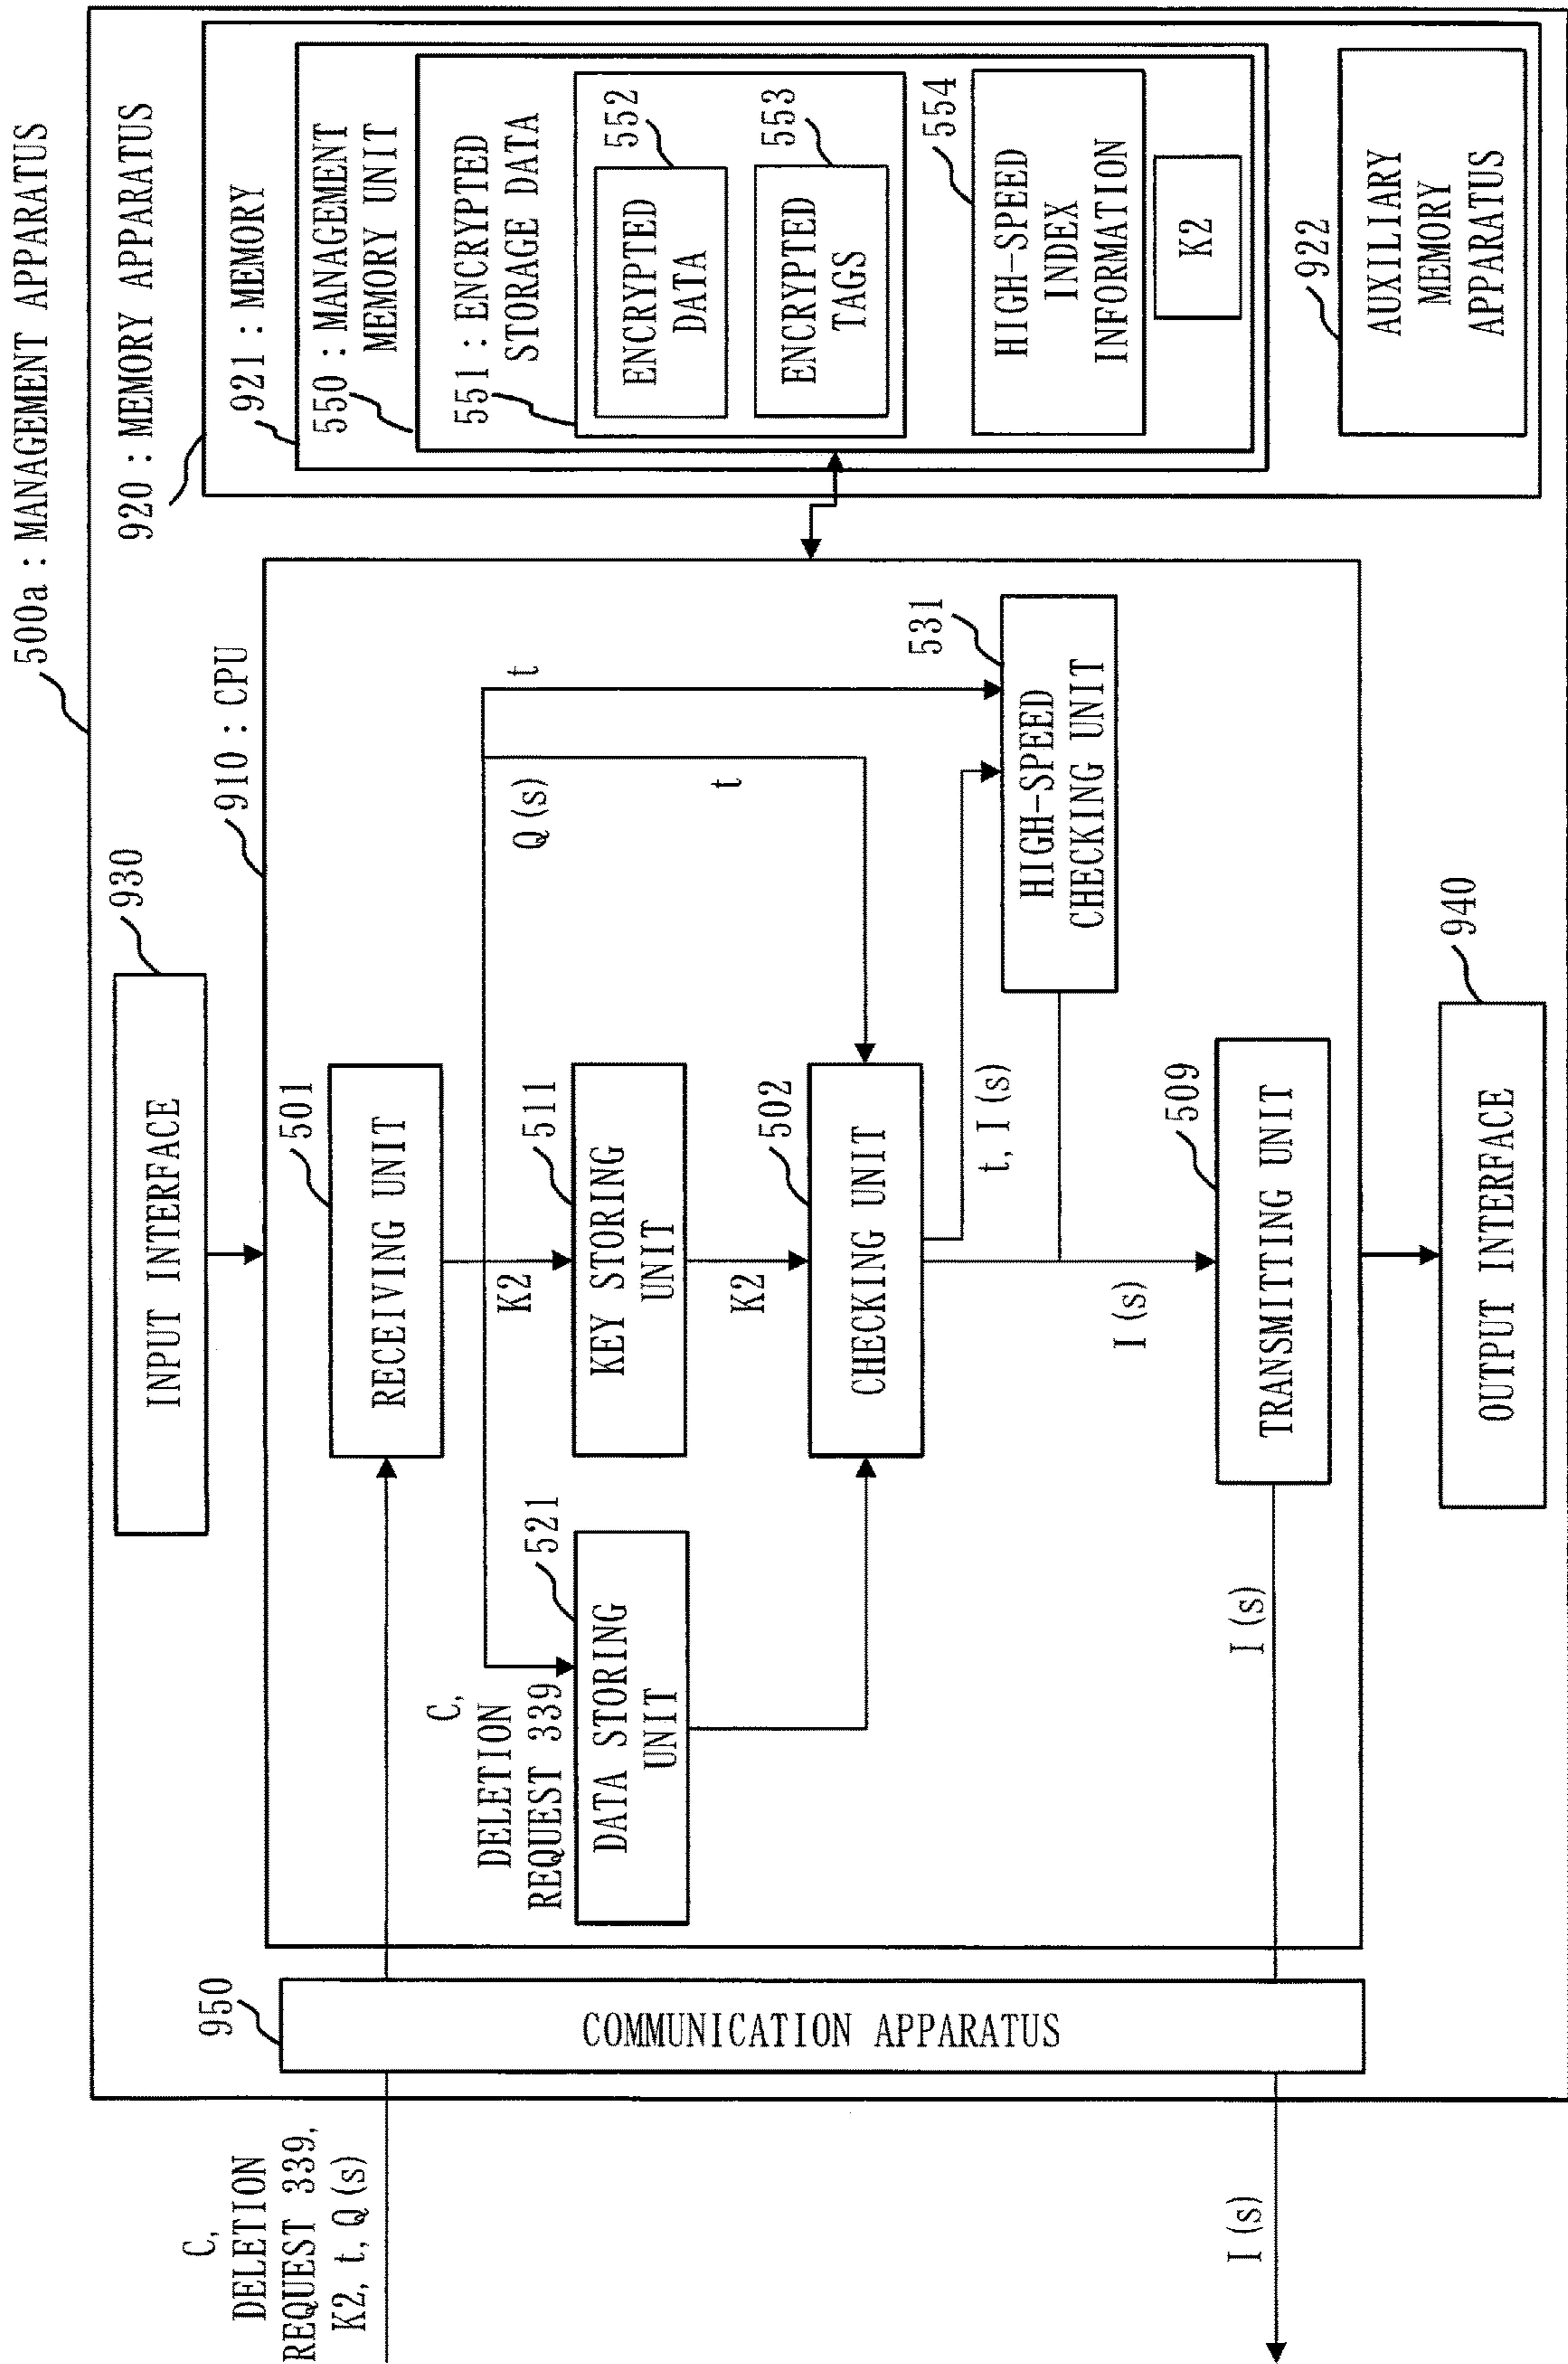 500a : MANAGEMENT APPARATUS
920 : MEMORY APPARATUS
921 : MEMORY
550 : MANAGEMENT
MEMORY UNIT
551 : ENCRYPTED
STORAGE DATA
552
ENCRYPTED
DATA
553
ENCRYPTED
TAGS
554
HIGH-SPEED
INDEX
INFORMATION
K2
922
AUXILIARY
MEMORY
APPARATUS
930
INPUT INTERFACE
910 : CPU
501
RECEIVING UNIT
t
Q(s)
t
K2
511
KEY STORING
UNIT
K2
531
HIGH-SPEED
CHECKING UNIT
C,
DELETION
REQUEST 339
521
DATA STORING
UNIT
502
CHECKING UNIT
t, I(s)
I(s)
509
TRANSMITTING UNIT
I(s)
940
OUTPUT INTERFACE
950
COMMUNICATION APPARATUS
C,
DELETION
REQUEST 339,
K2, t, Q(s)
I(s)